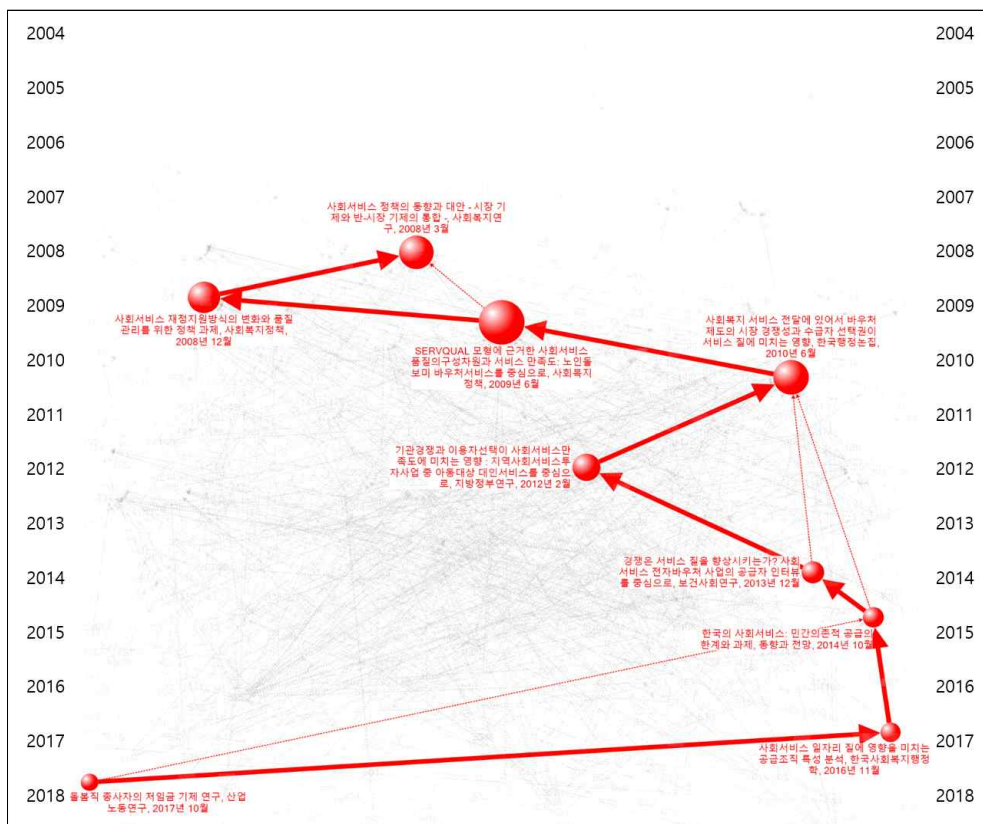 2004
2004
2005
2005
2006
2006
2007
2007
사회서비스 정책의 동향과 대안 - 시장 기
제와 반-시장 기제의 통합 -, 사회복지연
구, 2008년 3월
2008
2008
2009
2009
사회서비스 재정지원방식의 변화와 품질
관리를 위한 정책 과제, 사회복지정책,
2008년 12월
사회복지 서비스 전달에 있어서 바우처
제도의 시장 경쟁성과 수급자 선택권이
서비스 질에 미치는 영향, 한국행정논집,
2010년 6월
SERVQUAL 모형에 근거한 사회서비스
품질의구성차원과 서비스 만족도: 노인돌
보미 바우처서비스를 중심으로, 사회복지
정책, 2009년 6월
2010
2010
2011
2011
기관경쟁과 이용자선택이 사회서비스만
족도에 미치는 영향 : 지역사회서비스투
자사업 중 아동대상 대인서비스를 중심으
로, 지방정부연구, 2012년 2월
2012
2012
2013
2013
경쟁은 서비스 질을 향상시키는가? 사회
서비스 전자바우처 사업의 공급자 인터뷰
를 중심으로, 보건사회연구, 2013년 12월
2014
2014
한국의 사회서비스: 민간의존적 공급의
한계와 과제, 동향과 전망, 2014년 10월
2015
2015
2016
2016
2017
2017
사회서비스 일자리 질에 영향을 미치는
공급조직 특성 분석, 한국사회복지행정
학, 2016년 11월
돌봄직 종사자의 저임금 기제 연구, 산업
노동연구, 2017년 10월
2018
2018